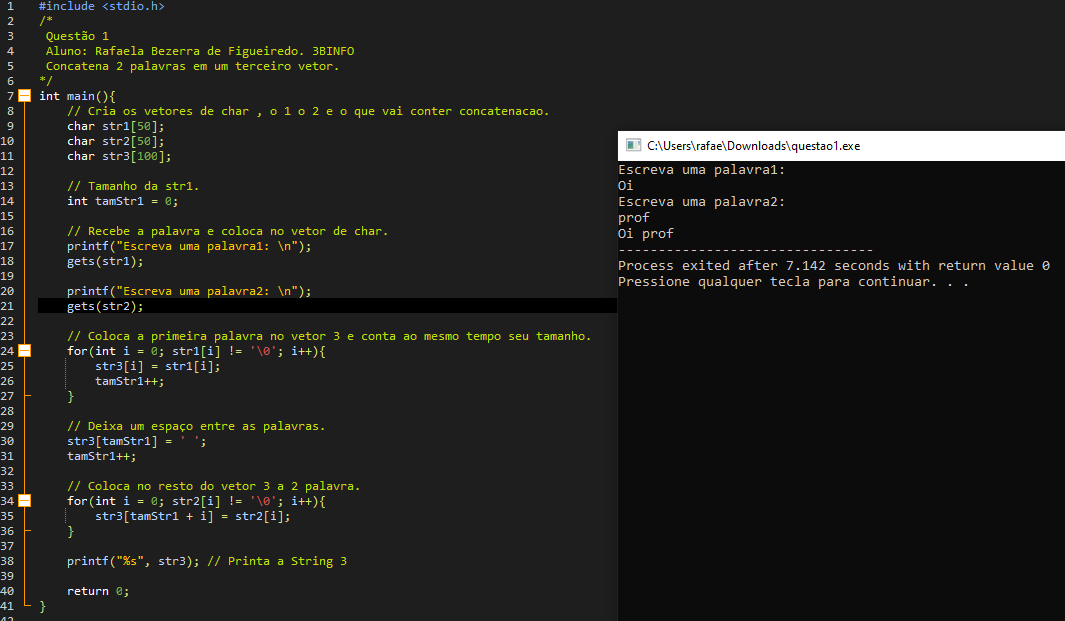 1 #include <stdio.h>
2 /*
3 Questão 1
4 Aluno: Rafaela Bezerra de Figueiredo. 3BINFO
5 Concatena 2 palavras em um terceiro vetor.
6 */
7 int main(){
8 // Cria os vetores de char , o 1 o 2 e o que vai conter concatenacao.
9 char str1[50];
10 char str2[50];
11 char str3[100];
12
13 // Tamanho da str1.
14 int tamStr1 = 0;
15
16 // Recebe a palavra e coloca no vetor de char.
17 printf("Escreva uma palavra1: \n");
18 gets(str1);
19
20 printf("Escreva uma palavra2: \n");
21 gets(str2);
22
23 // Coloca a primeira palavra no vetor 3 e conta ao mesmo tempo seu tamanho.
24 for(int i = 0; str1[i] != '\0'; i++){
25 str3[i] = str1[i];
26 tamStr1++;
27 }
28
29 // Deixa um espaço entre as palavras.
30 str3[tamStr1] = ' ';
31 tamStr1++;
32
33 // Coloca no resto do vetor 3 a 2 palavra.
34 for(int i = 0; str2[i] != '\0'; i++){
35 str3[tamStr1 + i] = str2[i];
36 }
37
38 printf("%s", str3); // Printa a String 3
39
40 return 0;
41 }
42
C:\Users\rafae\Downloads\questao1.exe
Escreva uma palavra1:
Oi
Escreva uma palavra2:
prof
Oi prof
--------------------------------
Process exited after 7.142 seconds with return value 0
Pressione qualquer tecla para continuar. . .